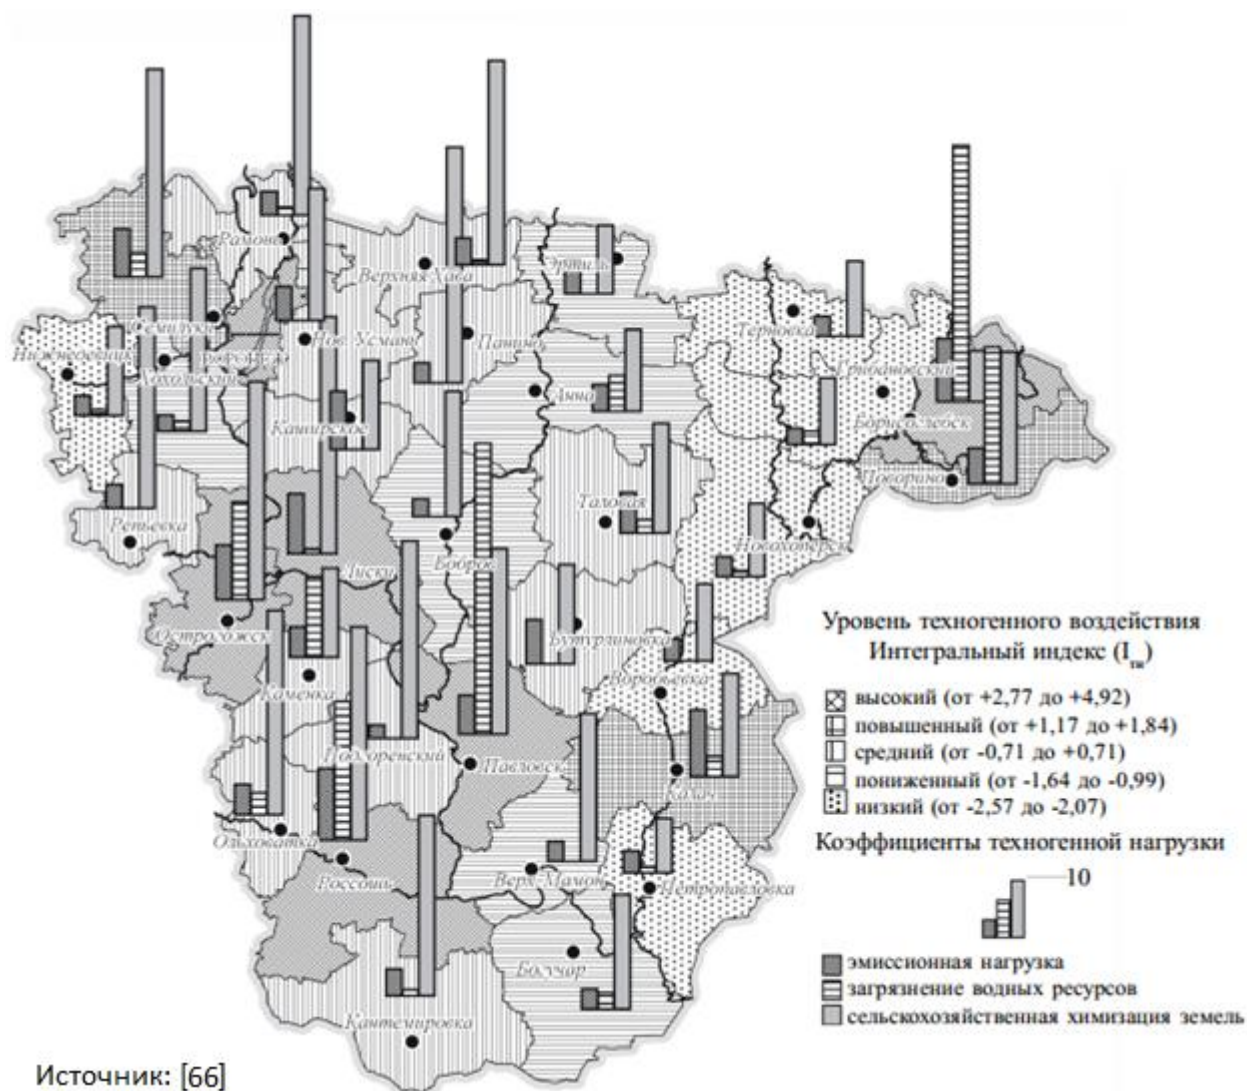 Рамонь
Верхняя Хава
Эртиль
Терновка
Семилуки
Нижнедевицк
ВОРОНЕЖ
Нов. Усмань
Панино
Хохольский
Грибановский
Анна
Борисоглебск
Каширское
Поворино
Таловая
Репьевка
Новохоперск
Бобров
Лиски
Острогожск
Бутурлиновка
Каменка
Воробьевка
Подгоренский
Павловск
Калач
Ольховатка
Россошь
Верх. Мамон
Петропавловка
Богучар
Кантемировка
Уровень техногенного воздействия
Интегральный индекс (Iтн)
высокий (от +2,77 до +4,92)
повышенный (от +1,17 до +1,84)
средний (от -0,71 до +0,71)
пониженный (от -1,64 до -0,99)
низкий (от -2,57 до -2,07)
Коэффициенты техногенной нагрузки
10
эмиссионная нагрузка
загрязнение водных ресурсов
сельскохозяйственная химизация земель
Источник: [66]